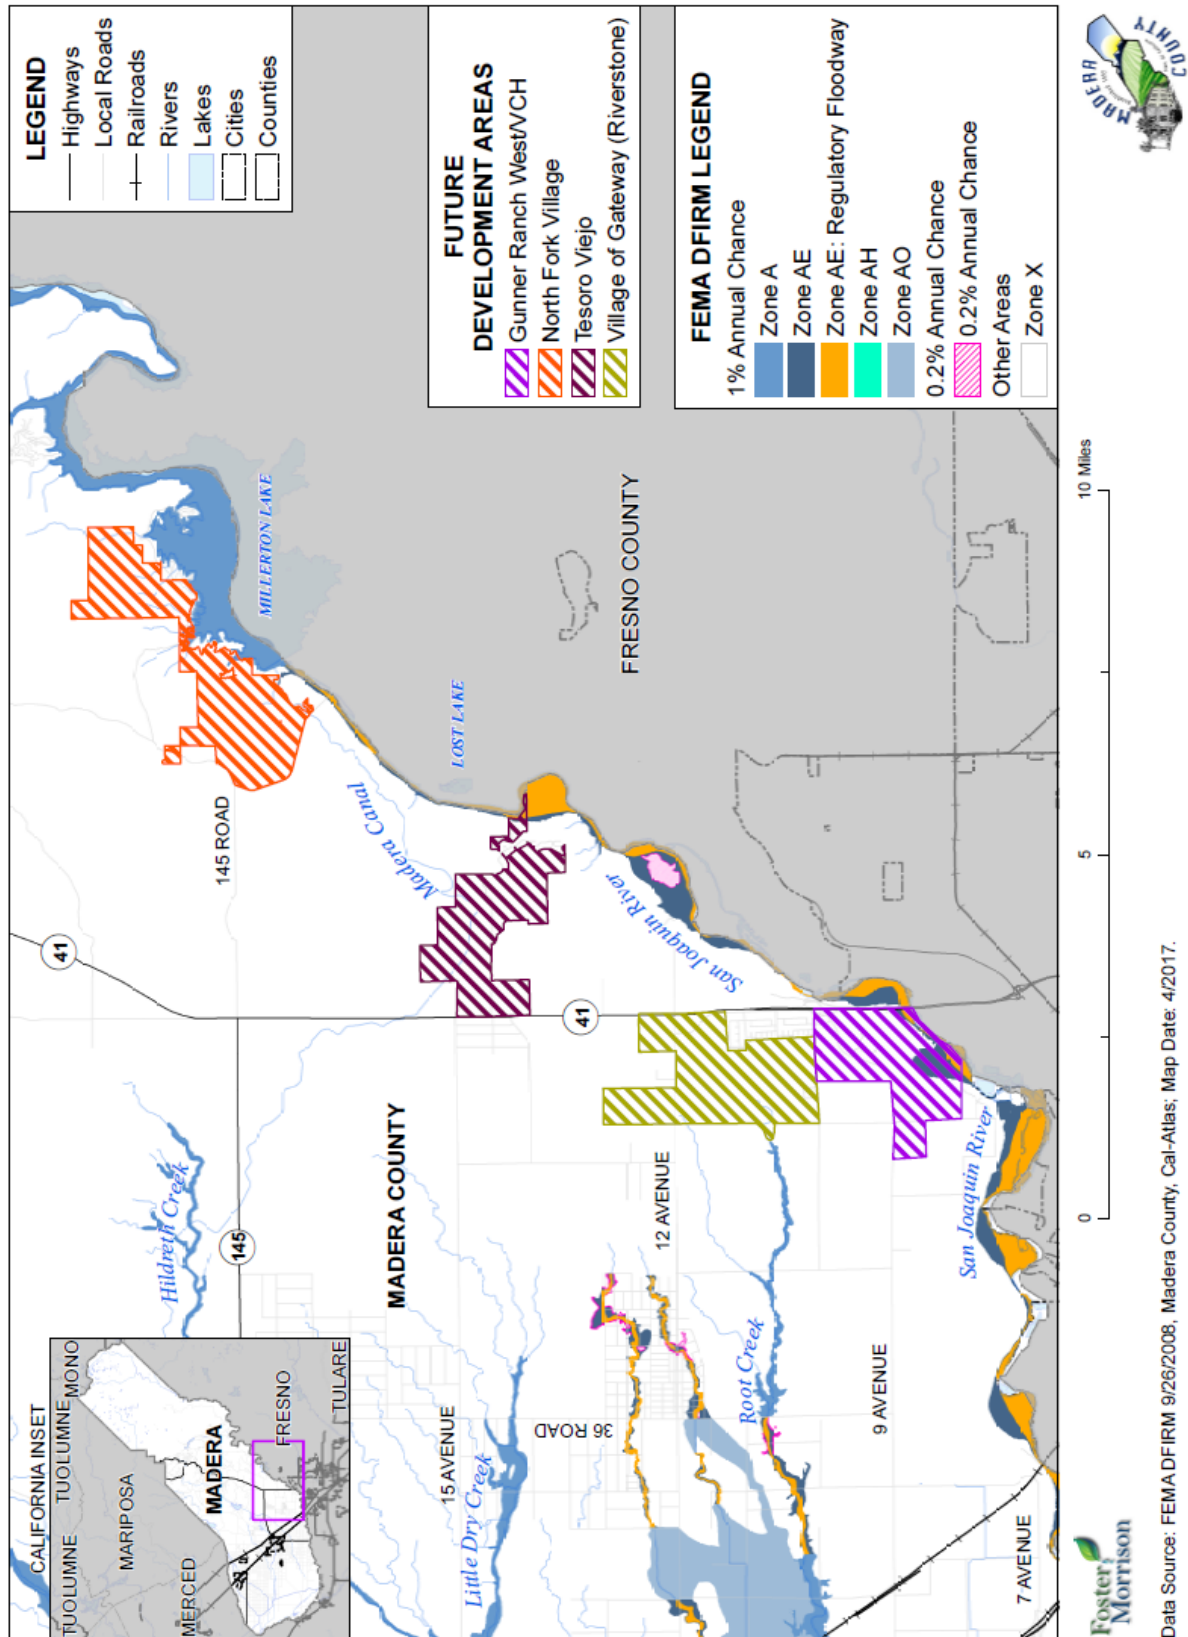 CALIFORNIA INSET
TUOLUMNE
TUOLUMNE
MONO
MARIPOSA
MERCED
MADERA
FRESNO
TULARE
Hildreth Creek
145
41
145 ROAD
MADERA COUNTY
15 AVENUE
Little Dry Creek
36 ROAD
12 AVENUE
Root Creek
9 AVENUE
7 AVENUE
41
Madera Canal
San Joaquin River
San Joaquin River
LOST LAKE
MILLERTON LAKE
FRESNO COUNTY
LEGEND
Highways
Local Roads
Railroads
Rivers
Lakes
Cities
Counties
FUTURE
DEVELOPMENT AREAS
Gunner Ranch West/VCH
North Fork Village
Tesoro Viejo
Village of Gateway (Riverstone)
FEMA DFIRM LEGEND
1% Annual Chance
Zone A
Zone AE
Zone AE: Regulatory Floodway
Zone AH
Zone AO
0.2% Annual Chance
0.2% Annual Chance
Other Areas
Zone X
Foster
Morrison
0
5
10 Miles
MADERA
COUNTY
Data Source: FEMA DFIRM 9/26/2008, Madera County, Cal-Atlas; Map Date: 4/2017.